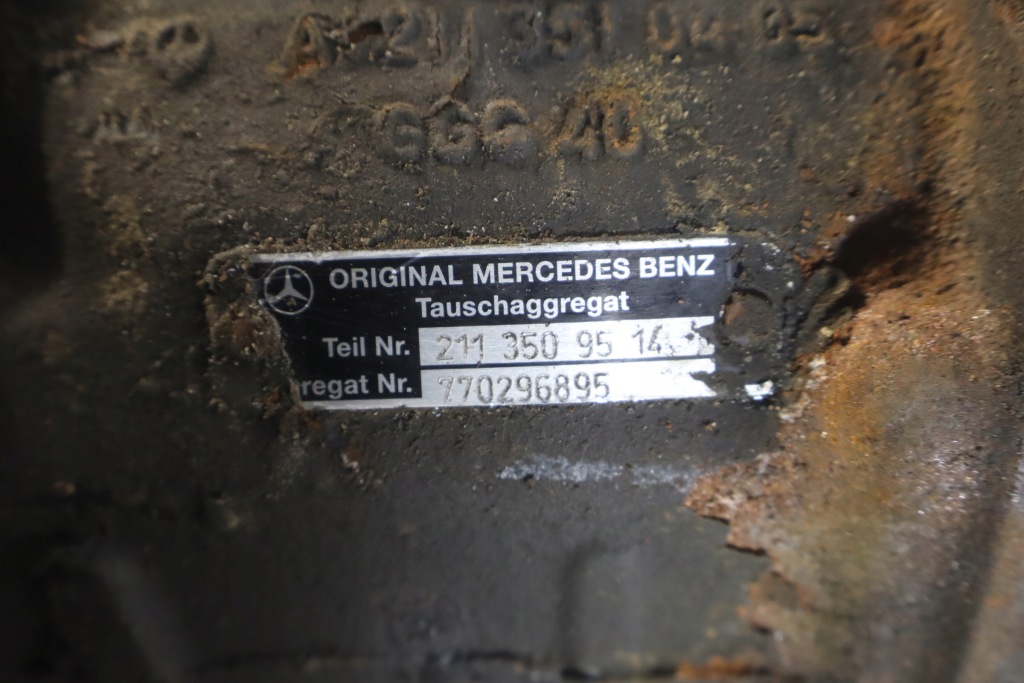 A 211 351 04 05
GGG 40
ORIGINAL MERCEDES BENZ
Tauschaggregat
Teil Nr. 211 350 95 14
regat Nr. 770296895